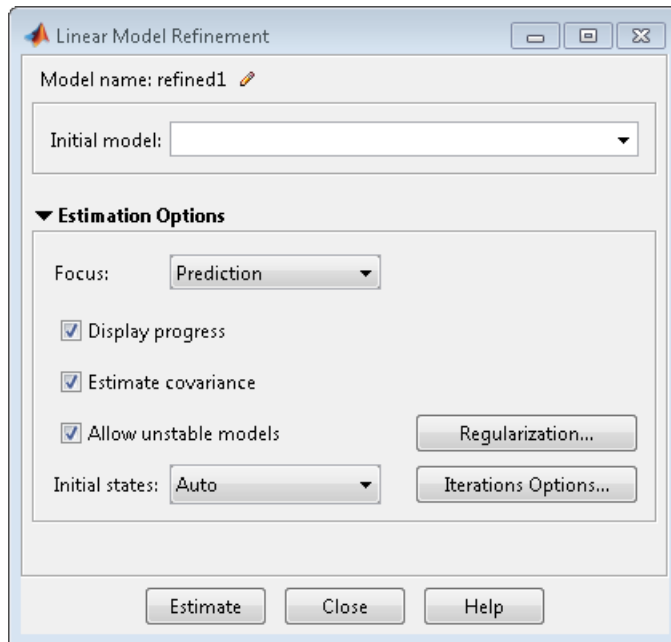 Linear Model Refinement
Model name: refined1
Initial model:
Estimation Options
Focus: Prediction
Display progress
Estimate covariance
Allow unstable models Regularization...
Initial states: Auto Iterations Options...
Estimate Close Help